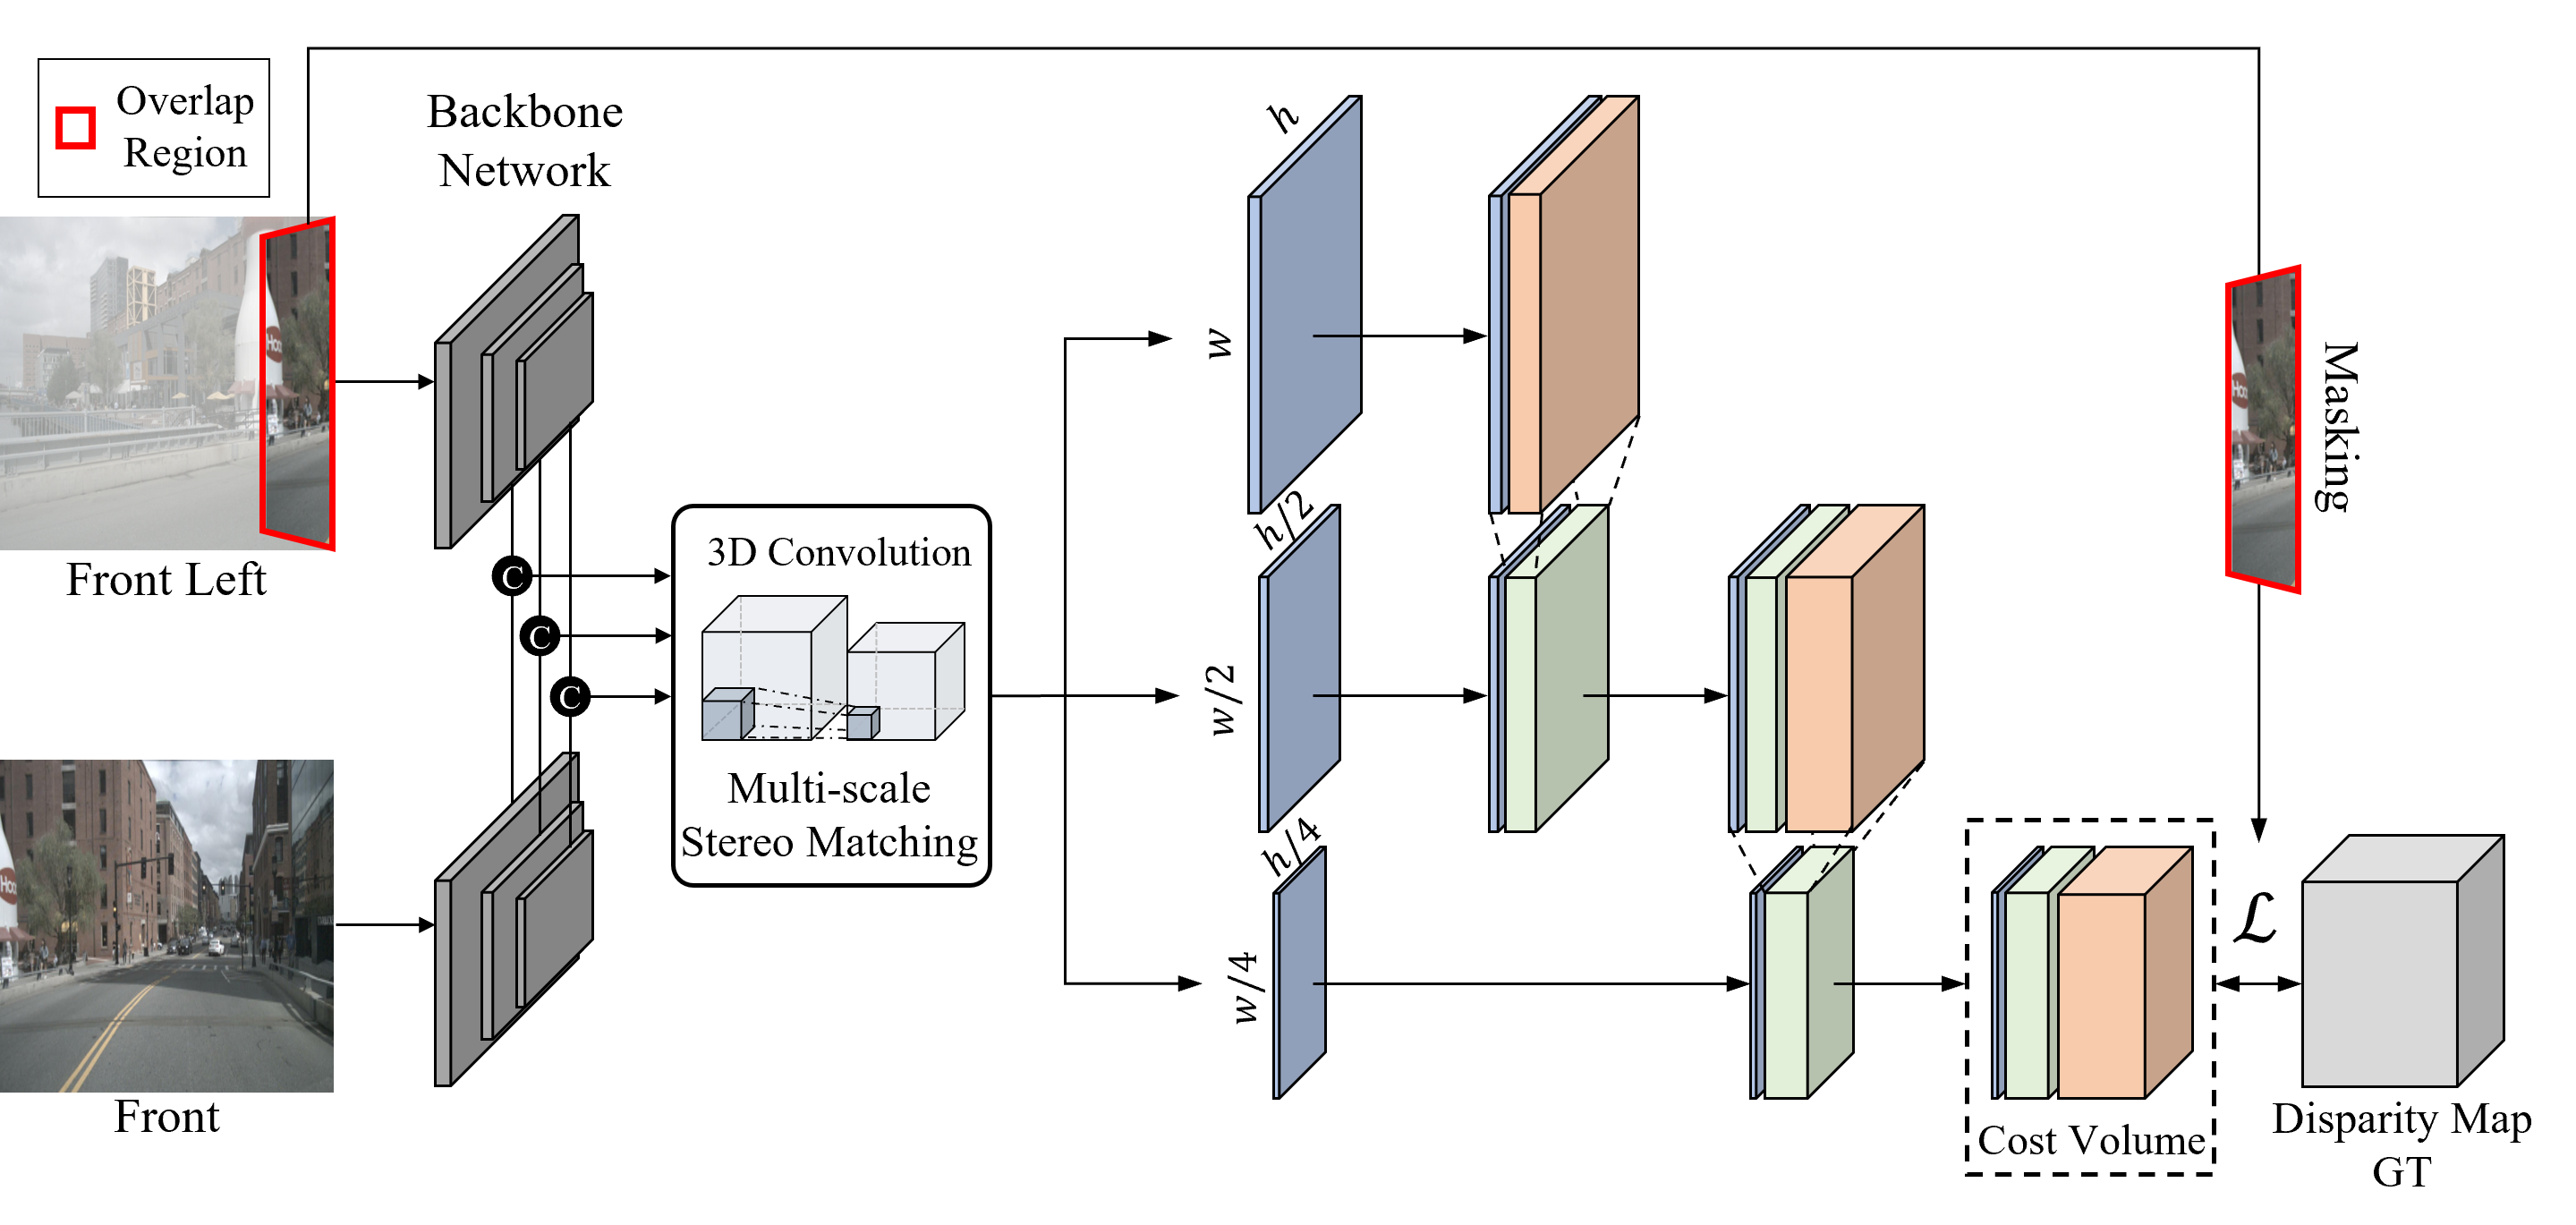 Overlap
Region
Backbone
Network
Front Left
Front
C
C
C
3D Convolution
Multi-scale
Stereo Matching
h
w
h/2
w/2
h/4
w/4
Cost Volume
Masking
ℒ
Disparity Map
GT